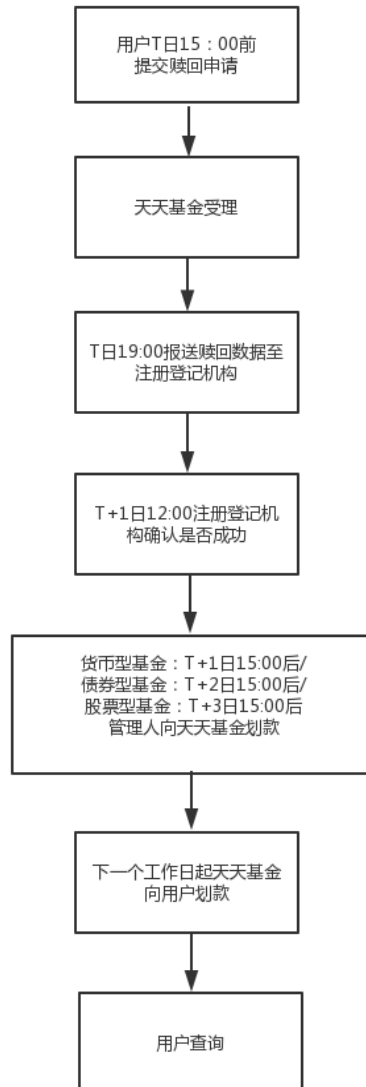 用户T日15：00前
提交赎回申请
天天基金受理
T日19:00报送赎回数据至
注册登记机构
T+1日12:00注册登记机
构确认是否成功
货币型基金：T+1日15:00后/
债券型基金：T+2日15:00后/
股票型基金：T+3日15:00后
管理人向天天基金划款
下一个工作日起天天基金
向用户划款
用户查询